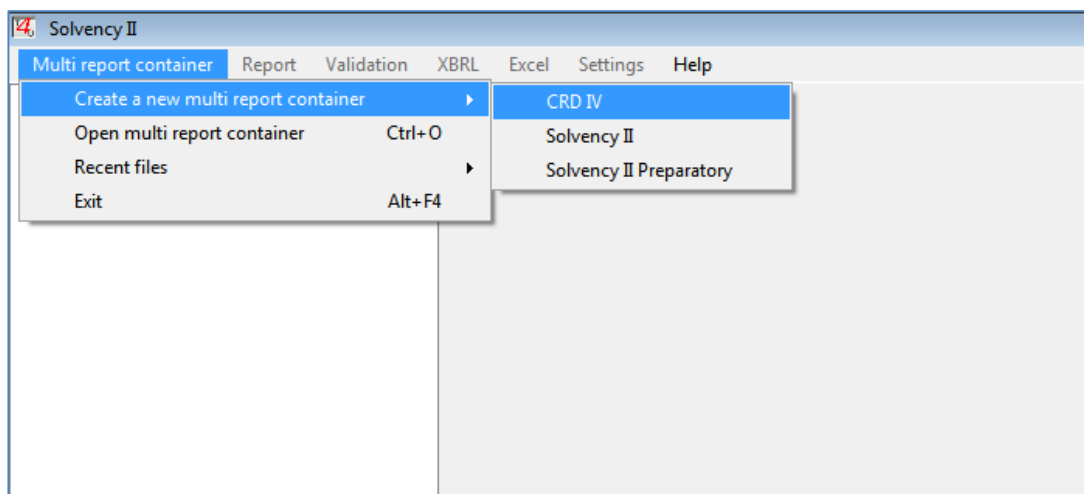 Solvency II
Multi report container Report Validation XBRL Excel Settings Help
Create a new multi report container
Open multi report container Ctrl+O
Recent files
Exit Alt+F4
CRD IV
Solvency II
Solvency II Preparatory